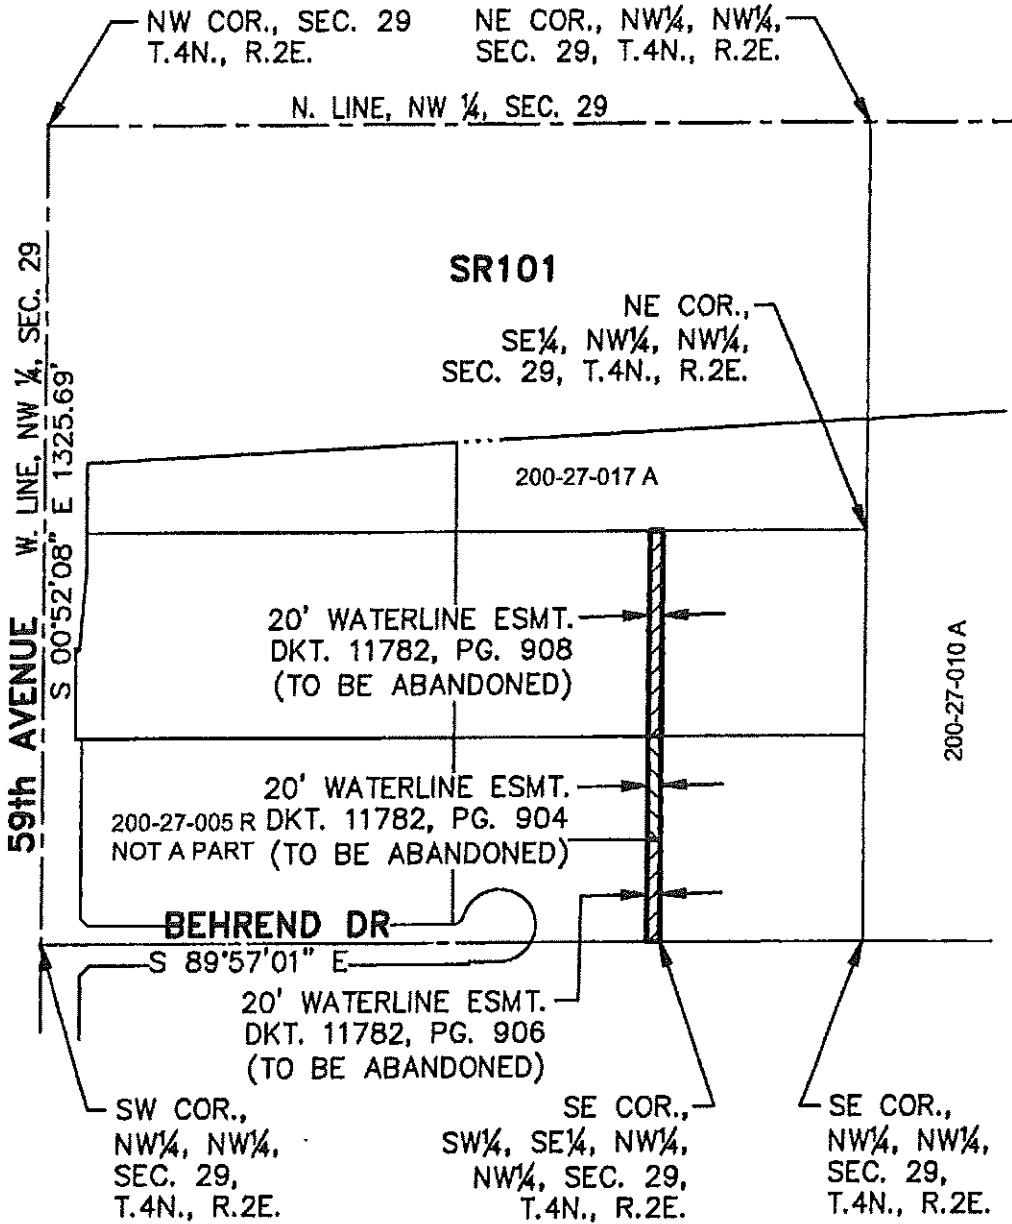 NW COR., SEC. 29
T.4N., R.2E.
NE COR., NW¼, NW¼,
SEC. 29, T.4N., R.2E.
N. LINE, NW ¼, SEC. 29
SR101
NE COR.,
SE¼, NW¼, NW¼,
SEC. 29, T.4N., R.2E.
59th AVENUE
W. LINE, NW ¼, SEC. 29
S 00°52'08" E 1325.69'
200-27-017 A
20' WATERLINE ESMT.
DKT. 11782, PG. 908
(TO BE ABANDONED)
200-27-010 A
20' WATERLINE ESMT.
DKT. 11782, PG. 904
(TO BE ABANDONED)
200-27-005 R
NOT A PART
BEHREND DR
S 89°57'01" E
20' WATERLINE ESMT.
DKT. 11782, PG. 906
(TO BE ABANDONED)
SW COR.,
NW¼, NW¼,
SEC. 29,
T.4N., R.2E.
SE COR.,
SW¼, SE¼, NW¼,
NW¼, SEC. 29,
T.4N., R.2E.
SE COR.,
NW¼, NW¼,
SEC. 29,
T.4N., R.2E.